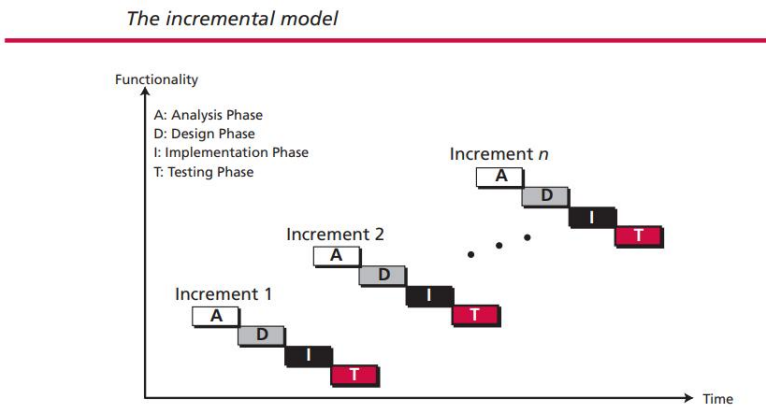 The incremental model
Functionality
A: Analysis Phase
D: Design Phase
I: Implementation Phase
T: Testing Phase
Increment n
A
D
I
T
Increment 2
A
D
I
T
Increment 1
A
D
I
T
Time